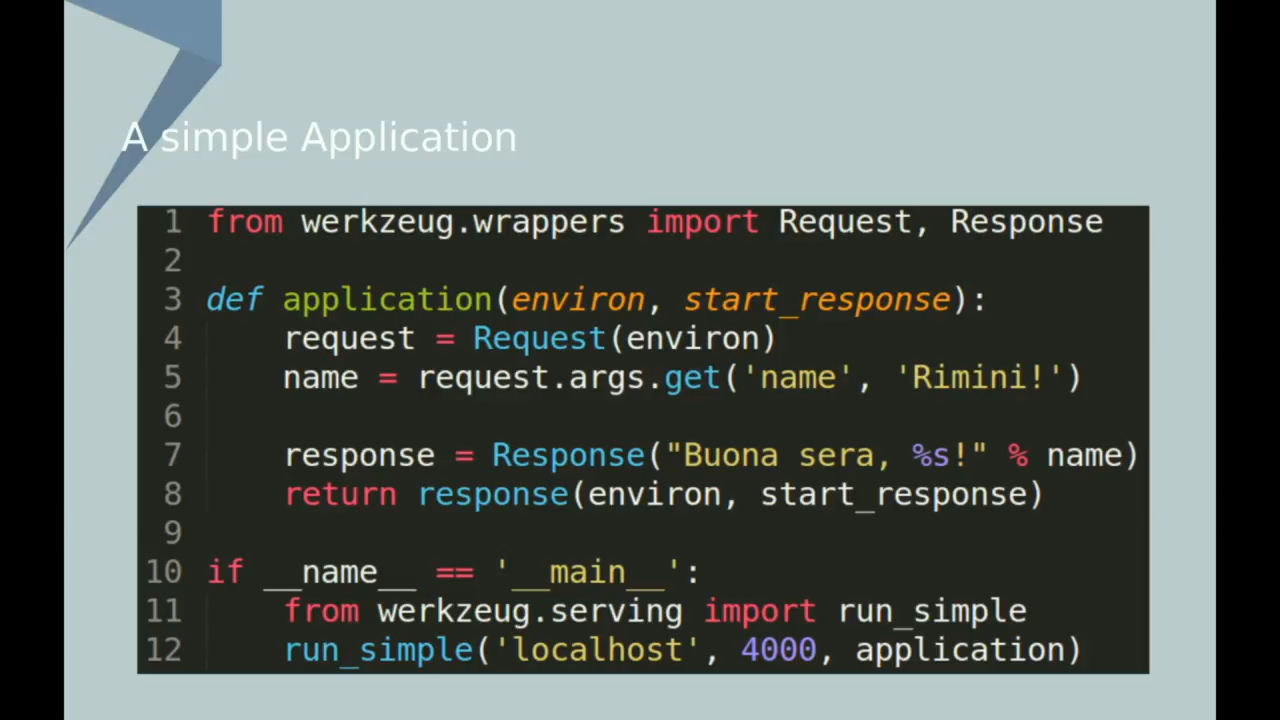 A simple Application
1 from werkzeug.wrappers import Request, Response
2
3 def application(environ, start_response):
4     request = Request(environ)
5     name = request.args.get('name', 'Rimini!')
6
7     response = Response("Buona sera, %s!" % name)
8     return response(environ, start_response)
9
10 if __name__ == '__main__':
11     from werkzeug.serving import run_simple
12     run_simple('localhost', 4000, application)